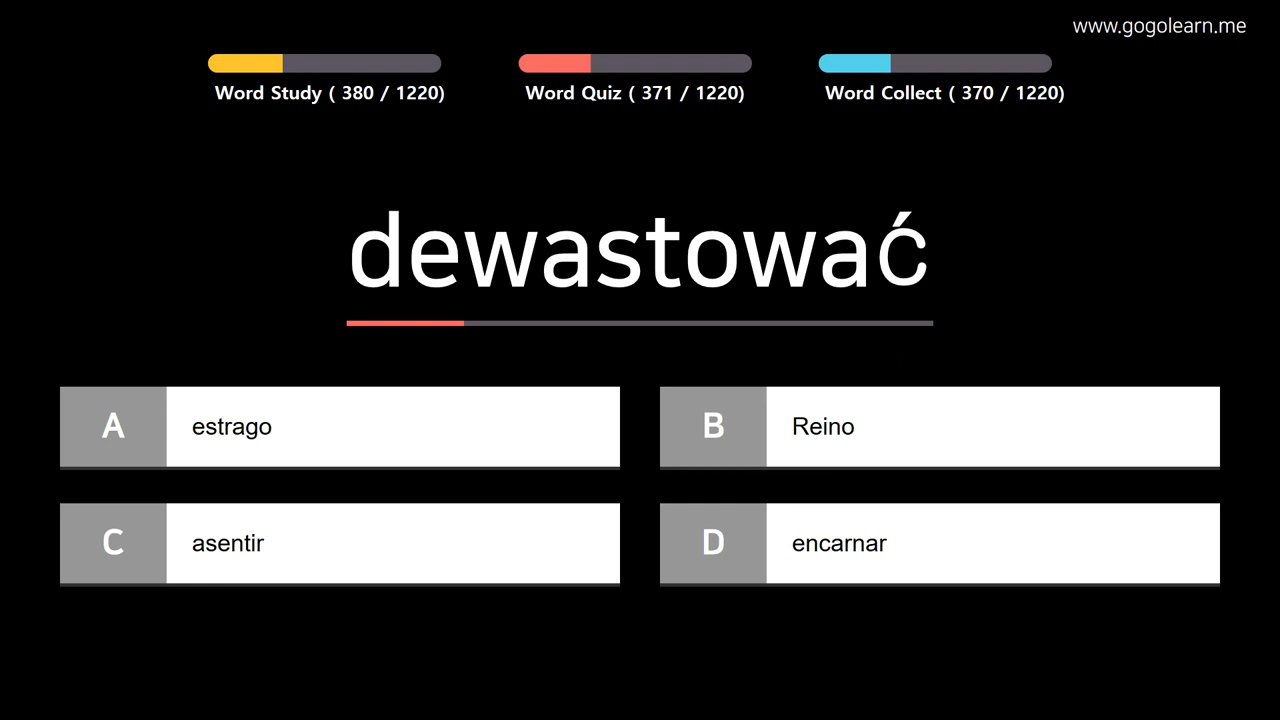 www.gogolearn.me
Word Study ( 380 / 1220)
Word Quiz ( 371 / 1220)
Word Collect ( 370 / 1220)
dewastować
A estrago
B Reino
C asentir
D encarnar